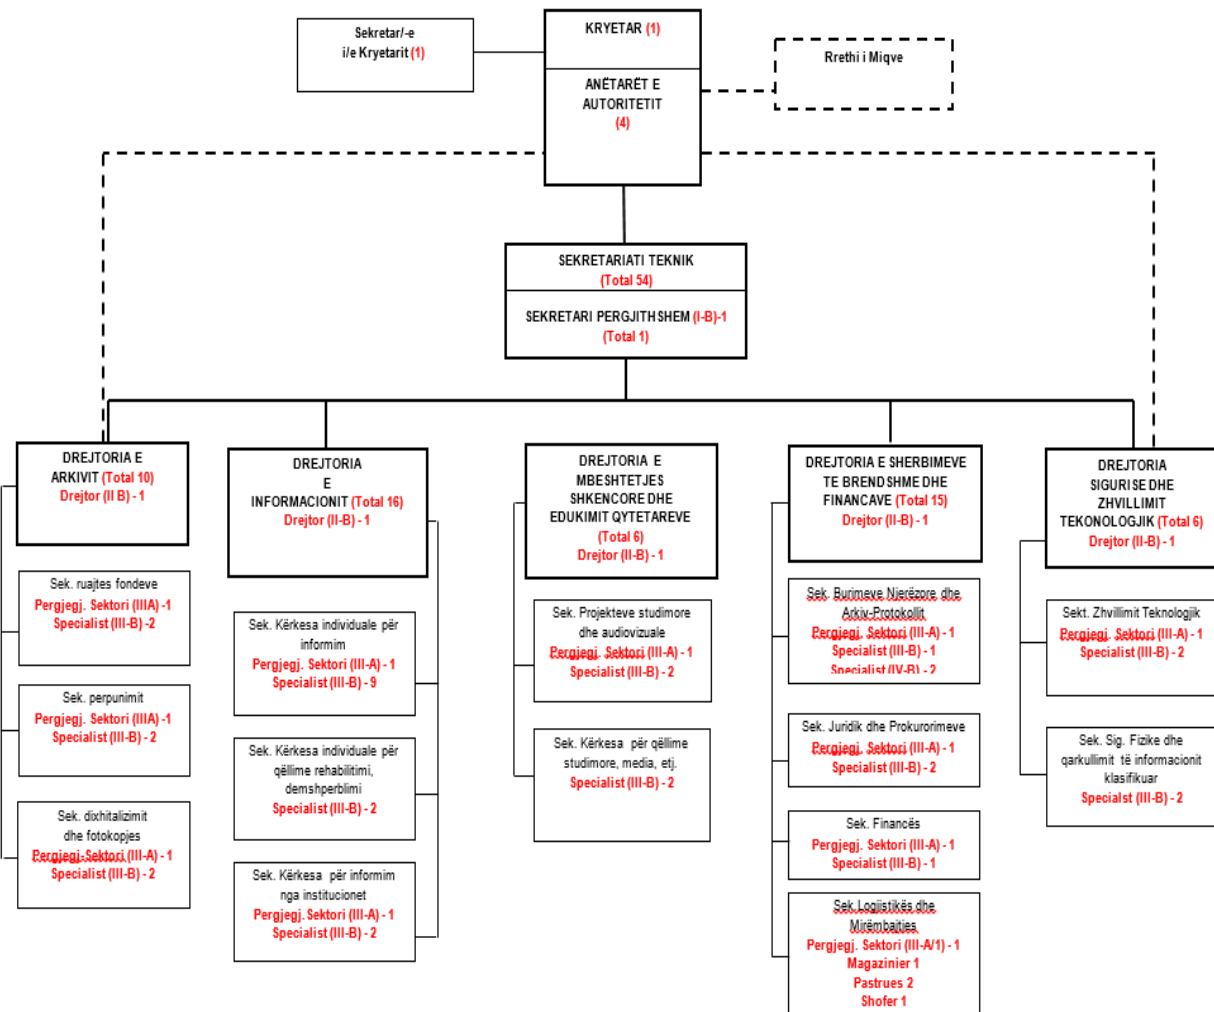 Sekretar/-e
i/e Kryetarit (1)
KRYETAR (1)
ANËTARËT E
AUTORITETIT
(4)
Rrethi i Miqve
SEKRETARIATI TEKNIK
(Total 54)
SEKRETARI PERGJITHSHEM (I-B)-1
(Total 1)
DREJTORIA E
ARKIVIT (Total 10)
Drejtor (II B) - 1
Sek. ruajtes fondeve
Pergjegj. Sektori (IIIA) -1
Specialist (III-B) -2
Sek. perpunimit
Pergjegj. Sektori (IIIA) -1
Specialist (III-B) - 2
Sek. dixhitalizimit
dhe fotokopjes
Pergjegj-Sektori (III-A) - 1
Specialist (III-B) - 2
DREJTORIA
E
INFORMACIONIT (Total 16)
Drejtor (II-B) - 1
Sek. Kërkesa individuale për
informim
Pergjegj. Sektori (III-A) - 1
Specialist (III-B) - 9
Sek. Kërkesa individuale për
qëllime rehabilitimi,
demshperblimi
Specialist (III-B) - 2
Sek. Kërkesa për informim
nga institucionet
Pergjegj. Sektori (III-A) - 1
Specialist (III-B) - 2
DREJTORIA E
MBESHTETJES
SHKENCORE DHE
EDUKIMIT QYTETAREVE
(Total 6)
Drejtor (II-B) - 1
Sek. Projekteve studimore
dhe audiovizuale
Pergjegj. Sektori (III-A) - 1
Specialist (III-B) - 2
Sek. Kërkesa për qëllime
studimore, media, etj.
Specialist (III-B) - 2
DREJTORIA E SHERBIMEVE
TE BRENDSHME DHE
FINANCAVE (Total 15)
Drejtor (II-B) - 1
Sek. Burimeve Njerëzore dhe
Arkiv-Protokollit
Pergjegj. Sektori (III-A) - 1
Specialist (III-B) - 1
Specialist (IV-B) - 2
Sek. Juridik dhe Prokurorimeve
Pergjegj. Sektori (III-A) - 1
Specialist (III-B) - 2
Sek. Financës
Pergjegj. Sektori (III-A) - 1
Specialist (III-B) - 1
Sek.Logjistikës dhe
Mirëmbajtjes
Pergjegj. Sektori (III-A/1) - 1
Magazinier 1
Pastrues 2
Shofer 1
DREJTORIA
SIGURISE DHE
ZHVILLIMIT
TEKONOLOGJIK (Total 6)
Drejtor (II-B) - 1
Sekt. Zhvillimit Teknologjik
Pergjegj. Sektori (III-A) - 1
Specialist (III-B) - 2
Sek. Sig. Fizike dhe
qarkullimit të informacionit
klasifikuar
Specialst (III-B) - 2